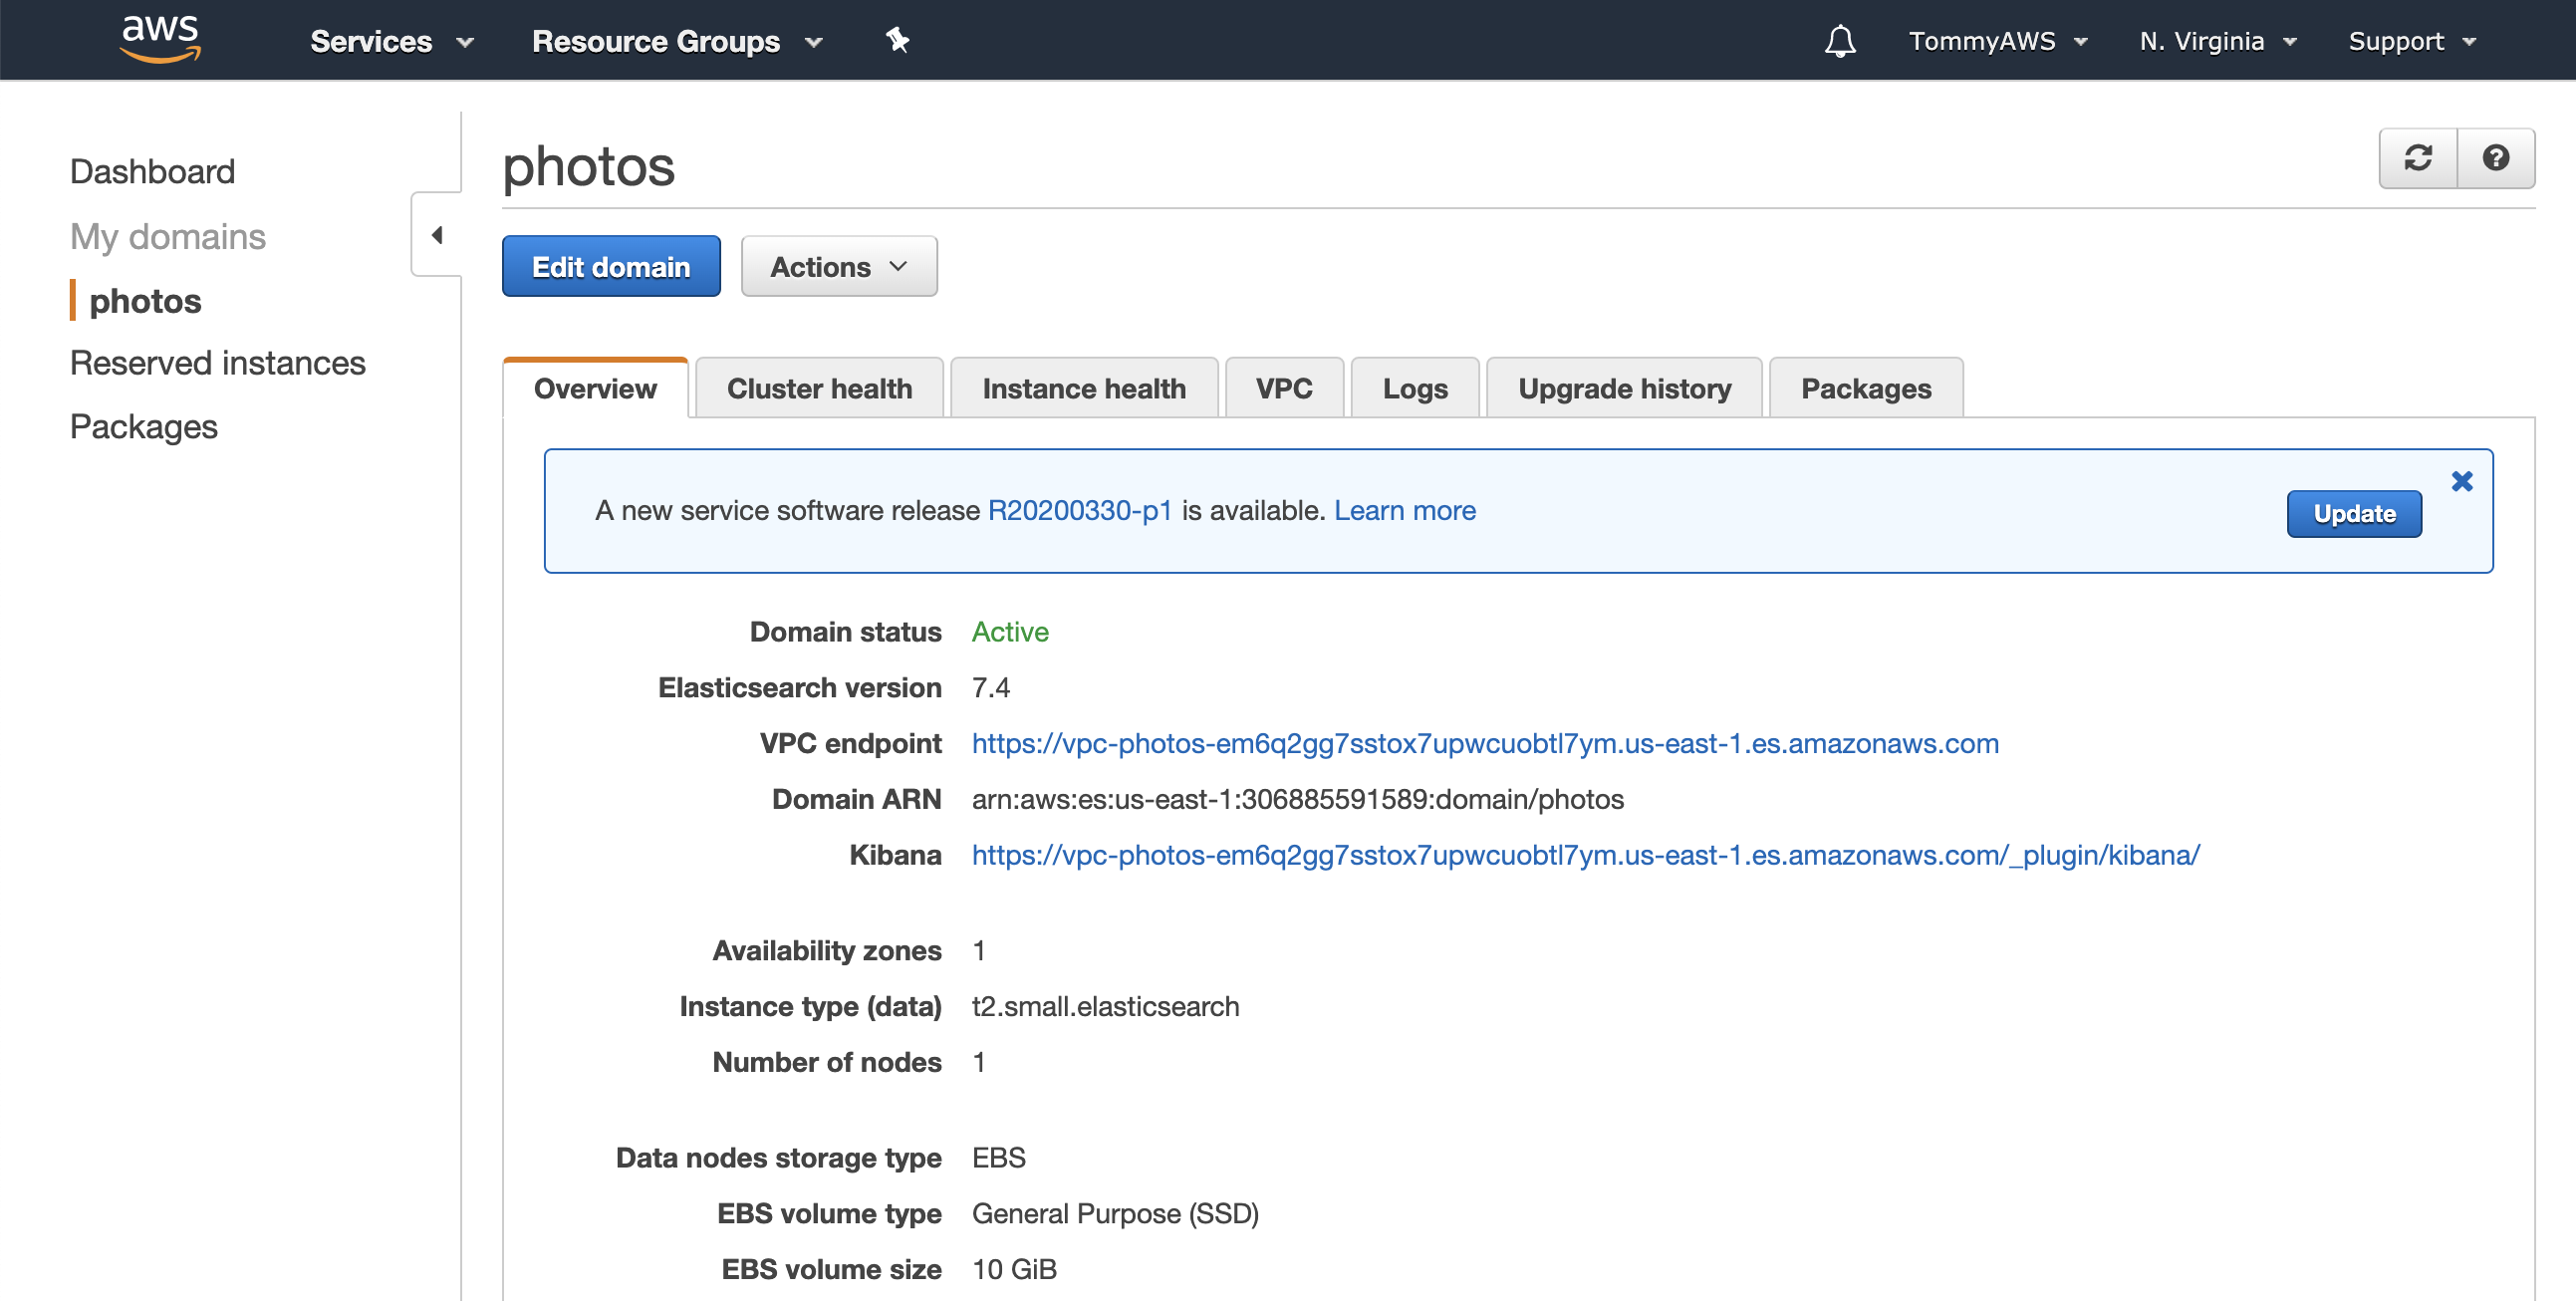 aws Services Resource Groups TommyAWS N. Virginia Support
Dashboard
My domains
photos
Reserved instances
Packages
photos
Edit domain Actions
Overview Cluster health Instance health VPC Logs Upgrade history Packages
A new service software release R20200330-p1 is available. Learn more Update
Domain status Active
Elasticsearch version 7.4
VPC endpoint https://vpc-photos-em6q2gg7sstox7upwcuobtl7ym.us-east-1.es.amazonaws.com
Domain ARN arn:aws:es:us-east-1:306885591589:domain/photos
Kibana https://vpc-photos-em6q2gg7sstox7upwcuobtl7ym.us-east-1.es.amazonaws.com/_plugin/kibana/
Availability zones 1
Instance type (data) t2.small.elasticsearch
Number of nodes 1
Data nodes storage type EBS
EBS volume type General Purpose (SSD)
EBS volume size 10 GiB